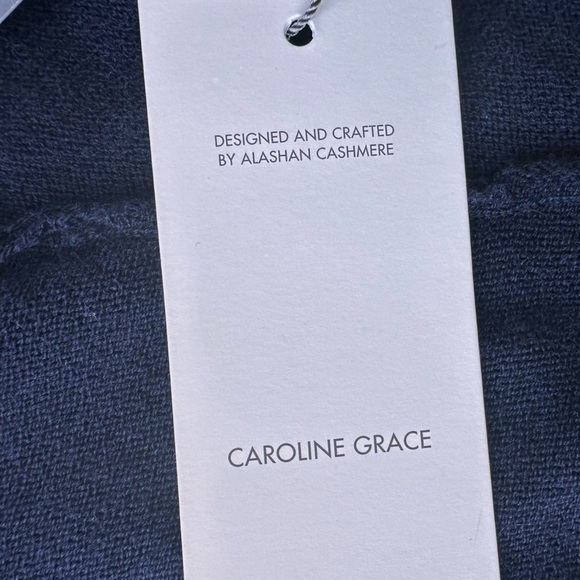 DESIGNED AND CRAFTED
BY ALASHAN CASHMERE
CAROLINE GRACE